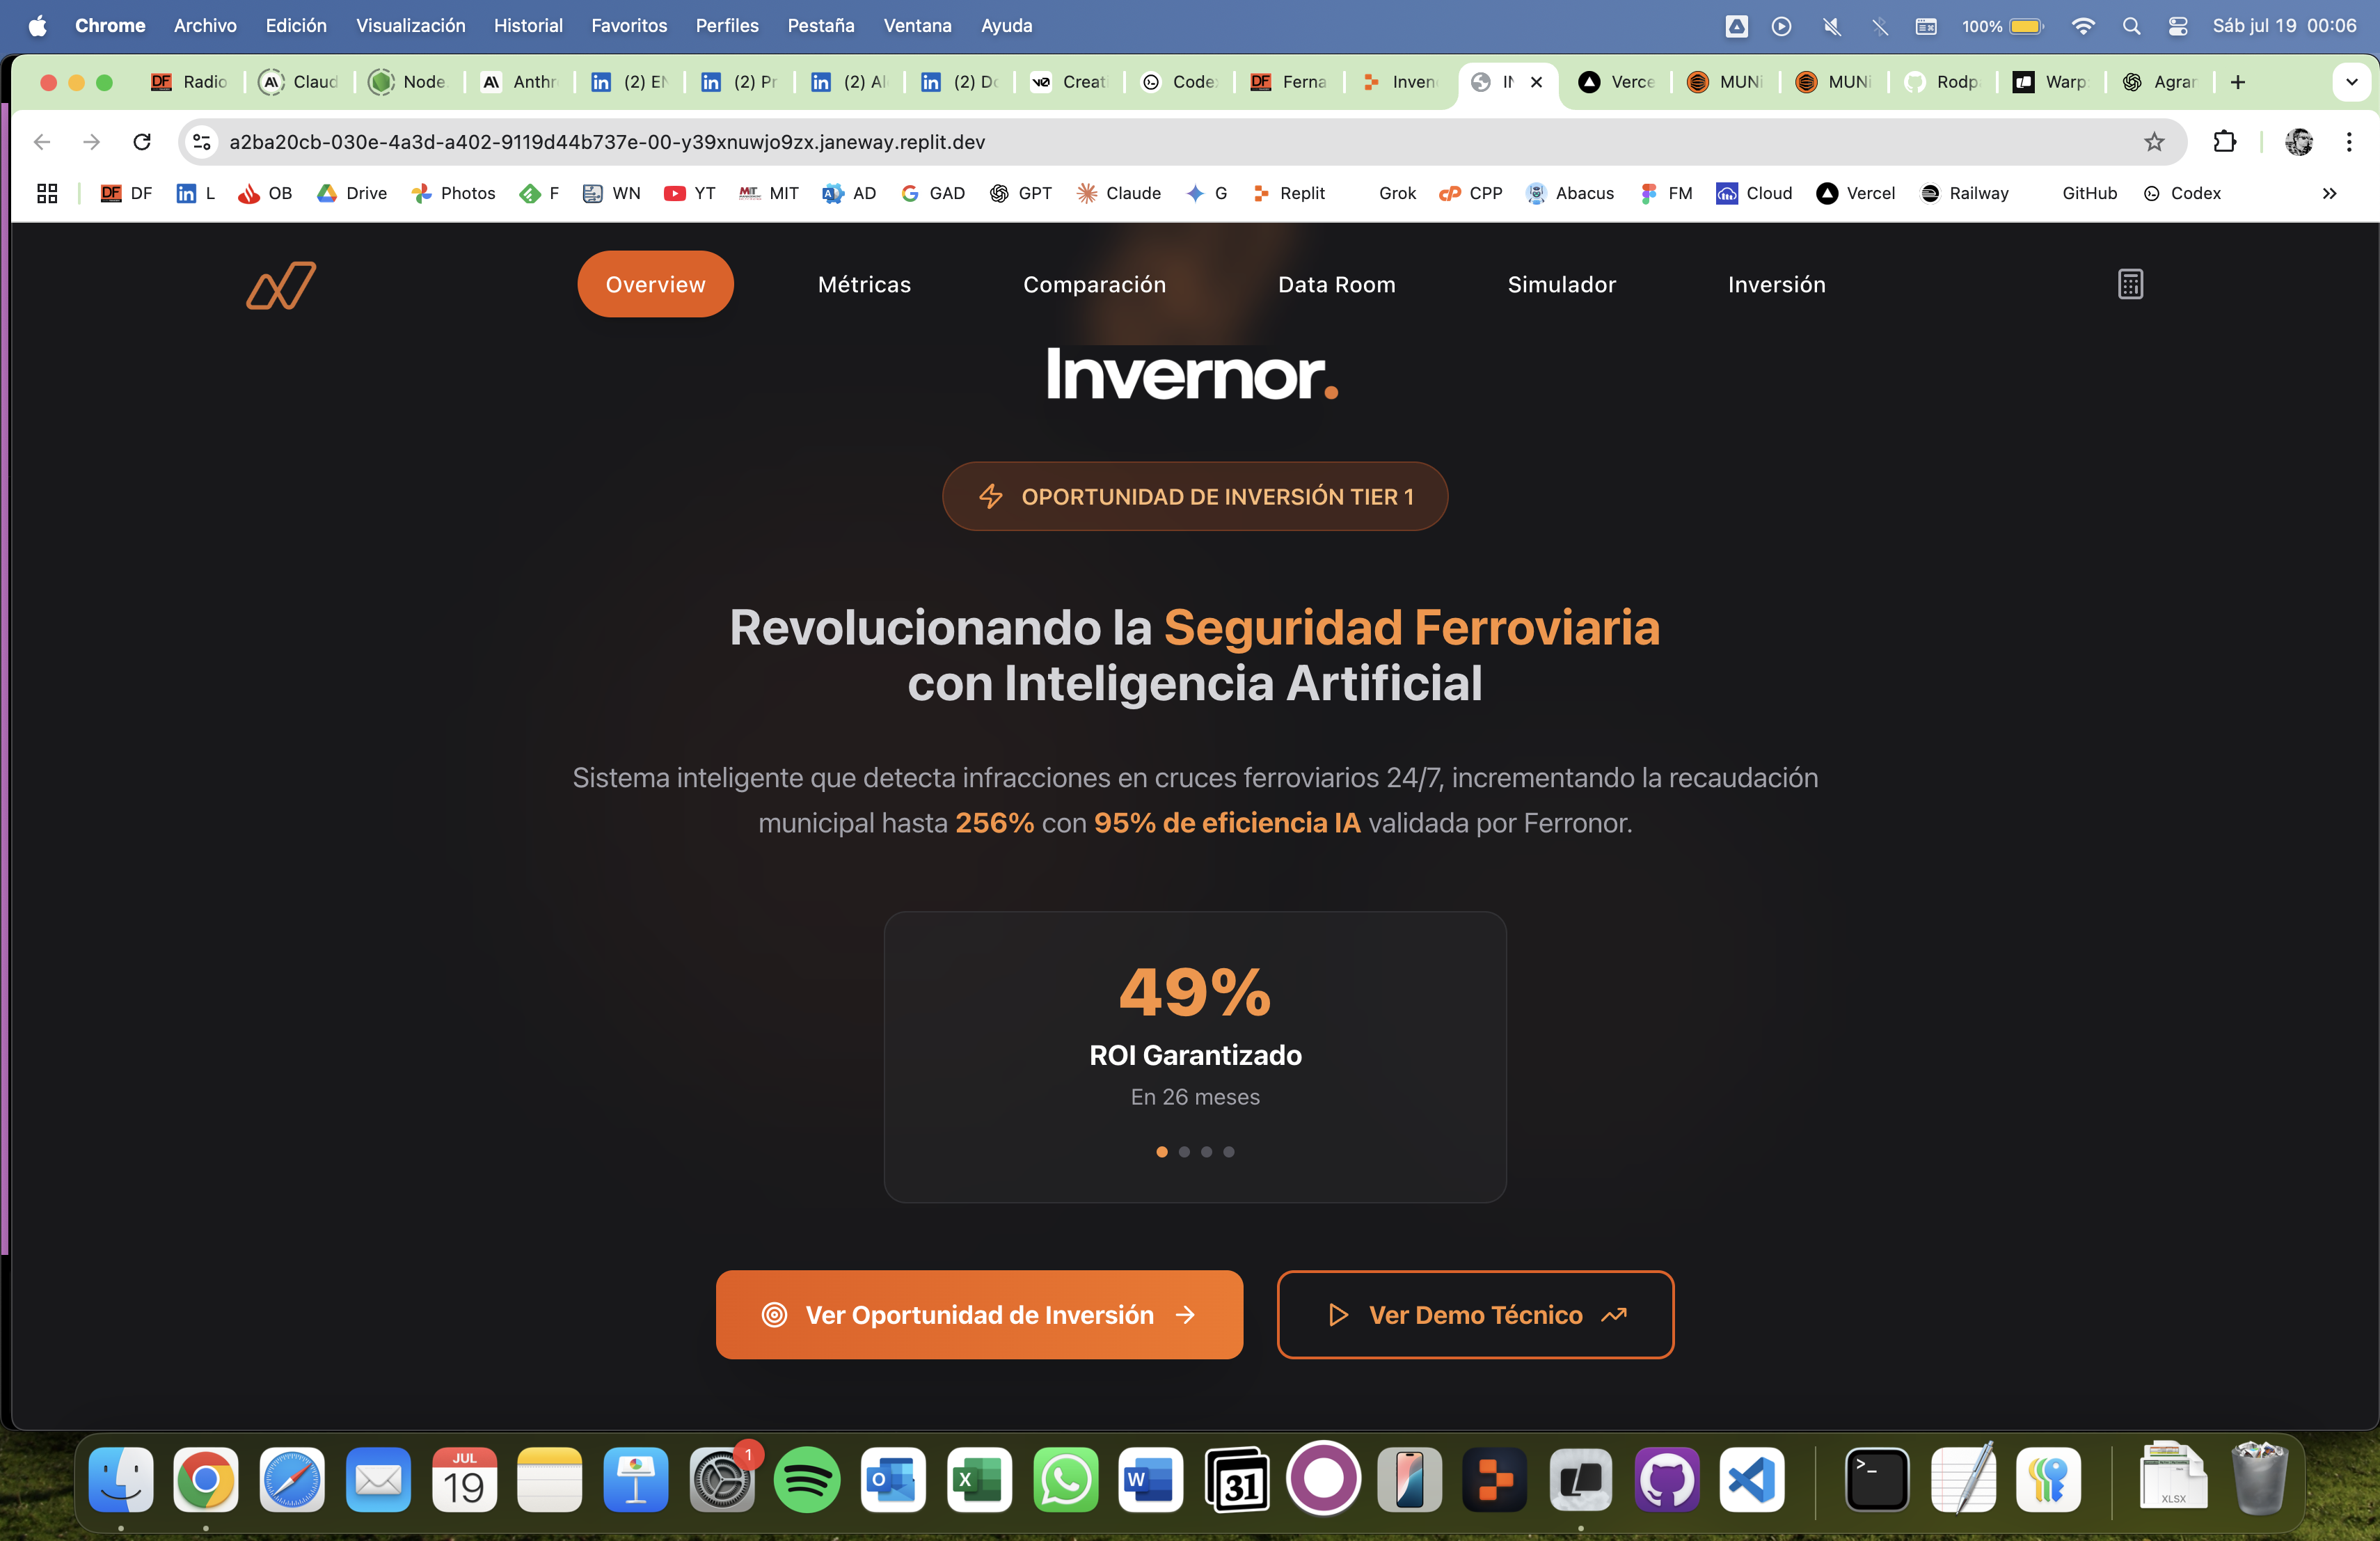 Chrome Archivo Edición Visualización Historial Favoritos Perfiles Pestaña Ventana Ayuda 100% Sáb jul 19 00:06
DF Radio Claud Node. Anthr (2) EN (2) Pr (2) Al (2) Do Creati Codex Ferna Inven IN Verce MUNi MUNi Rodp Warp: Agrar
a2ba20cb-030e-4a3d-a402-9119d44b737e-00-y39xnuwjo9zx.janeway.replit.dev
DF L OB Drive Photos F WN YT MIT AD GAD GPT Claude G Replit Grok CPP Abacus FM Cloud Vercel Railway GitHub Codex
Overview Métricas Comparación Data Room Simulador Inversión
Invernor.
OPORTUNIDAD DE INVERSIÓN TIER 1
Revolucionando la Seguridad Ferroviaria
con Inteligencia Artificial
Sistema inteligente que detecta infracciones en cruces ferroviarios 24/7, incrementando la recaudación
municipal hasta 256% con 95% de eficiencia IA validada por Ferronor.
49%
ROI Garantizado
En 26 meses
Ver Oportunidad de Inversión
Ver Demo Técnico
JUL
19
1
31
XLSX